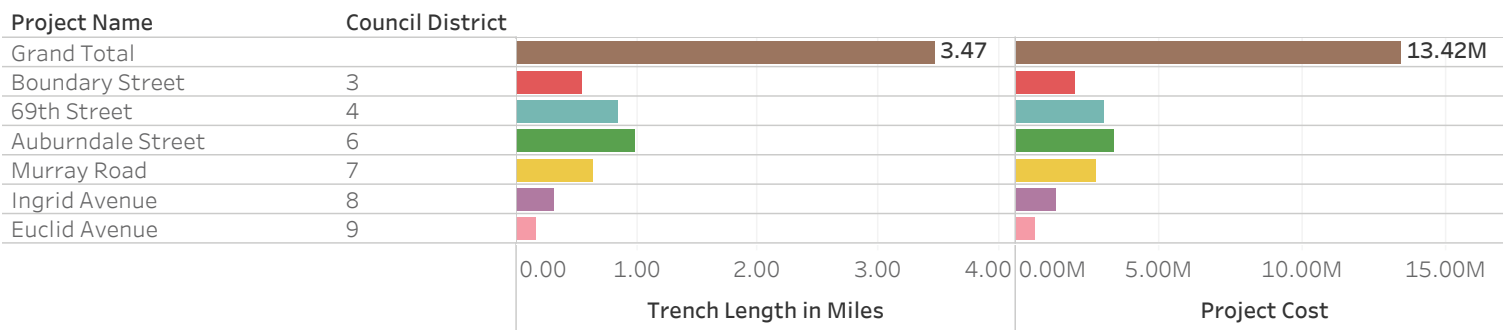 Project Name Council District
Grand Total 3.47 13.42M
Boundary Street 3
69th Street 4
Auburndale Street 6
Murray Road 7
Ingrid Avenue 8
Euclid Avenue 9
0.00 1.00 2.00 3.00 4.00 0.00M 5.00M 10.00M 15.00M
Trench Length in Miles Project Cost